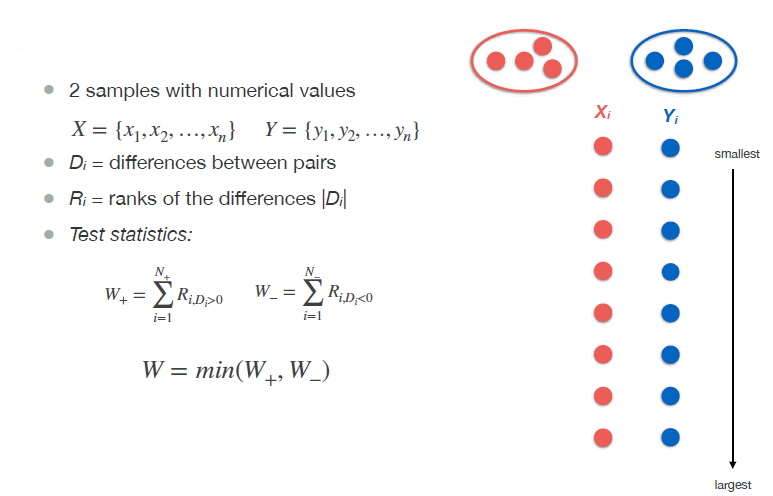 2 samples with numerical values
X = {x₁, x₂, …, xₙ} Y = {y₁, y₂, …, yₙ}
Dᵢ = differences between pairs
Rᵢ = ranks of the differences |Dᵢ|
Test statistics:
W₊ = ∑_{i=1}^{N₊} R_{i,Dᵢ>0} W₋ = ∑_{i=1}^{N₋} R_{i,Dᵢ<0}
W = min(W₊, W₋)
Xᵢ Yᵢ
smallest
largest